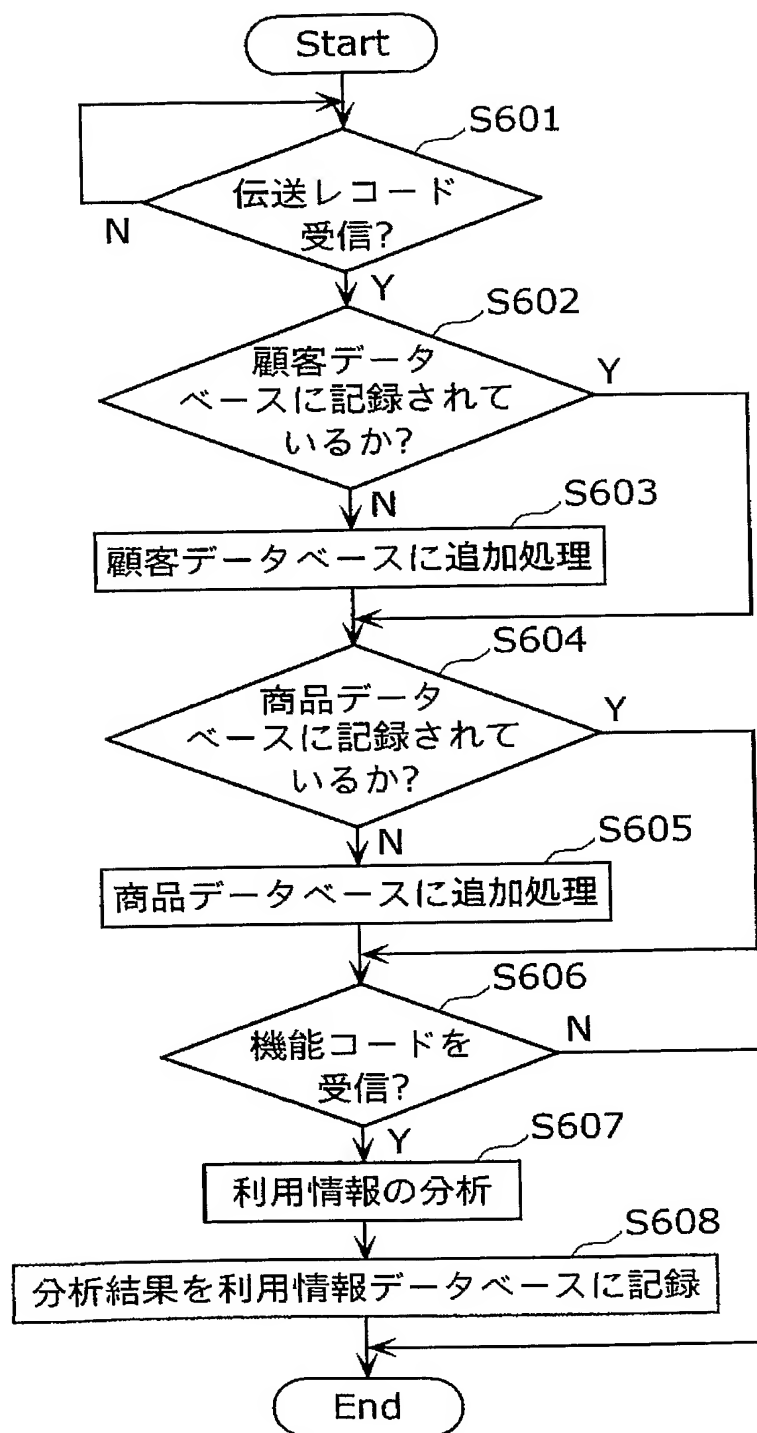 Start
S601
伝送レコード
受信?
N
Y
S602
顧客データ
ベースに記録されて
いるか?
Y
N
S603
顧客データベースに追加処理
S604
商品データ
ベースに記録されて
いるか?
Y
N
S605
商品データベースに追加処理
S606
機能コードを
受信?
N
Y
S607
利用情報の分析
S608
分析結果を利用情報データベースに記録
End